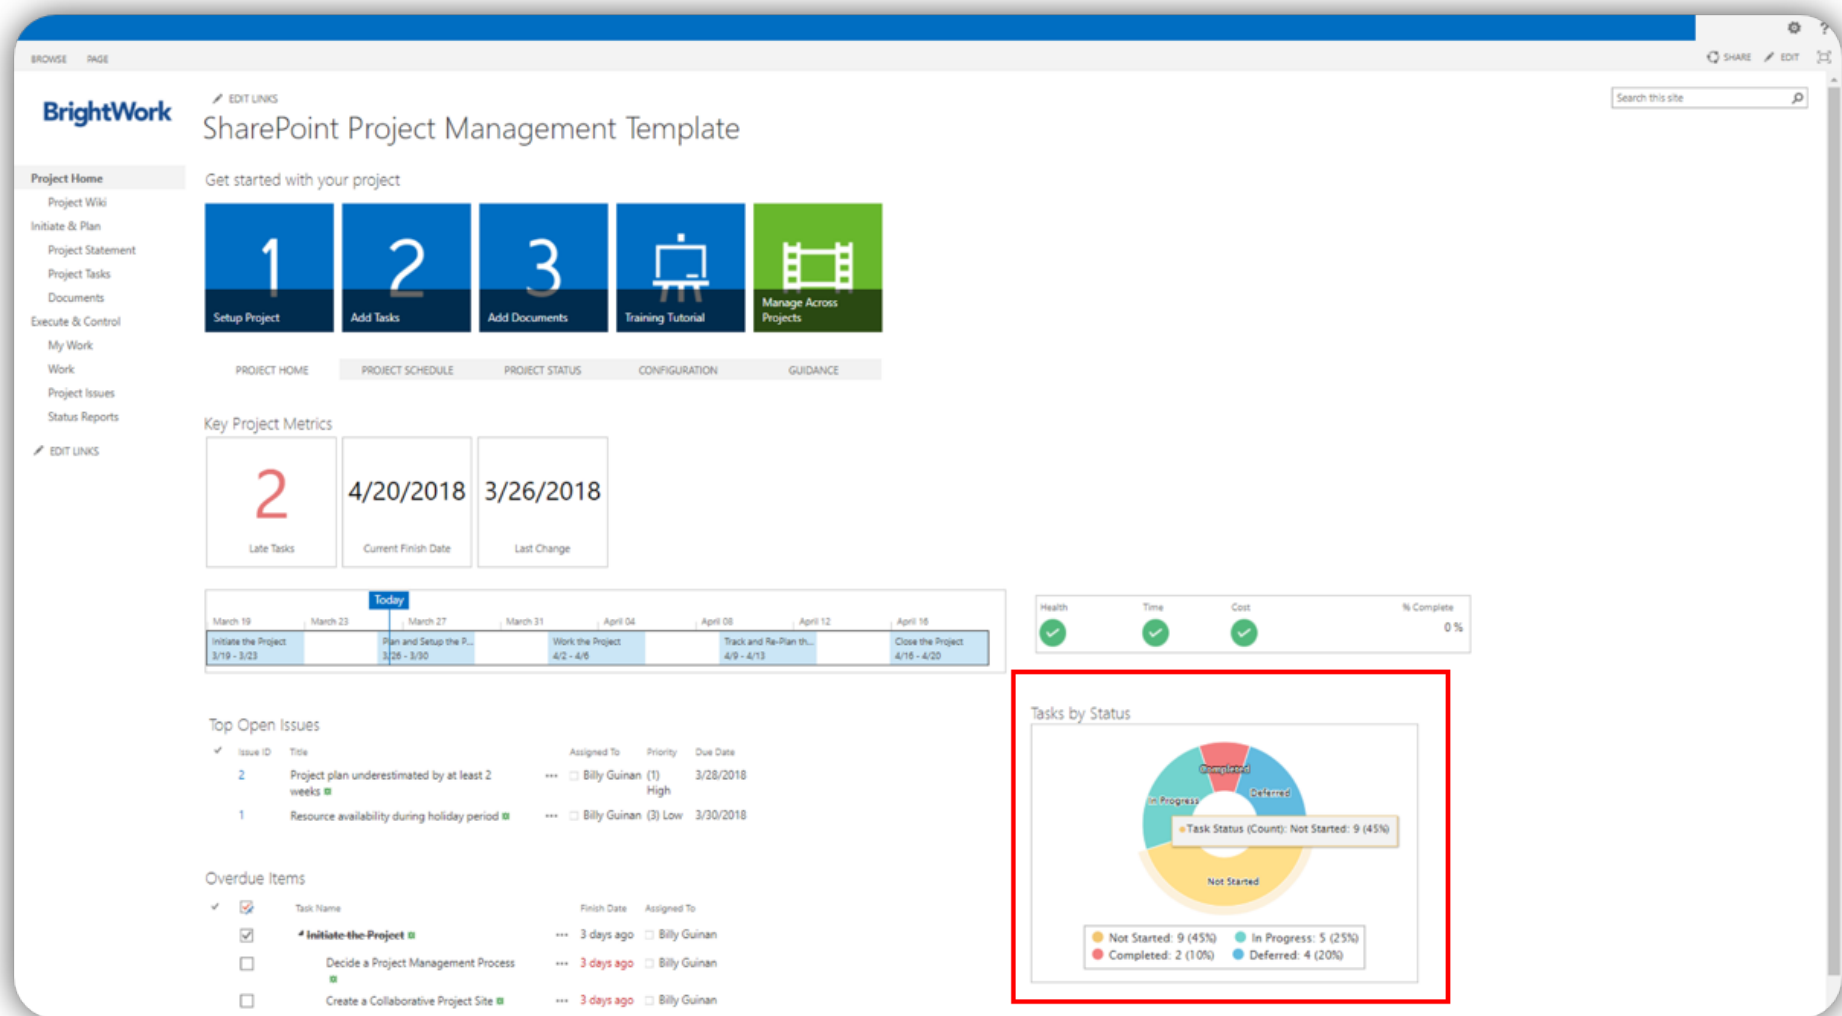 ?
BROWSE PAGE
SHARE EDIT
BrightWork
EDIT LINKS
Search this site
SharePoint Project Management Template
Project Home
Project Wiki
Initiate & Plan
Project Statement
Project Tasks
Documents
Execute & Control
My Work
Work
Project Issues
Status Reports
EDIT LINKS
Get started with your project
1
Setup Project
2
Add Tasks
3
Add Documents
Training Tutorial
Manage Across
Projects
PROJECT HOME PROJECT SCHEDULE PROJECT STATUS CONFIGURATION GUIDANCE
Key Project Metrics
2
Late Tasks
4/20/2018
Current Finish Date
3/26/2018
Last Change
Today
March 19 March 23 March 27 March 31 April 04 April 08 April 12 April 16
Initiate the Project Plan and Setup the P... Work the Project Track and Re-Plan th... Close the Project
3/19 - 3/23 3/26 - 3/30 4/2 - 4/6 4/9 - 4/13 4/16 - 4/20
Health Time Cost % Complete
0 %
Top Open Issues
Issue ID Title Assigned To Priority Due Date
2 Project plan underestimated by at least 2 ... Billy Guinan (1) 3/28/2018
weeks High
1 Resource availability during holiday period ... Billy Guinan (3) Low 3/30/2018
Overdue Items
Task Name Finish Date Assigned To
Initiate the Project ... 3 days ago Billy Guinan
Decide a Project Management Process ... 3 days ago Billy Guinan
Create a Collaborative Project Site ... 3 days ago Billy Guinan
Tasks by Status
Completed
Deferred
In Progress
Task Status (Count): Not Started: 9 (45%)
Not Started
Not Started: 9 (45%) In Progress: 5 (25%)
Completed: 2 (10%) Deferred: 4 (20%)